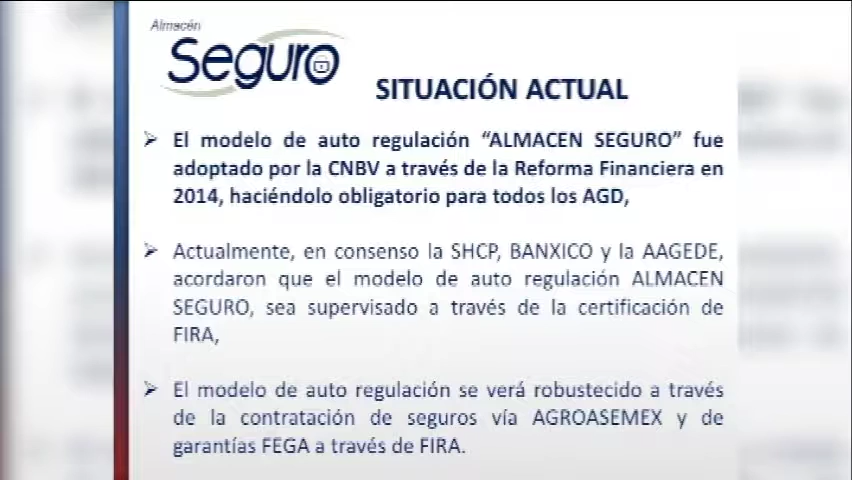 Almacén
Seguro
SITUACIÓN ACTUAL
➢ El modelo de auto regulación “ALMACEN SEGURO” fue
adoptado por la CNBV a través de la Reforma Financiera en
2014, haciéndolo obligatorio para todos los AGD,
➢ Actualmente, en consenso la SHCP, BANXICO y la AAGEDE,
acordaron que el modelo de auto regulación ALMACEN
SEGURO, sea supervisado a través de la certificación de
FIRA,
➢ El modelo de auto regulación se verá robustecido a través
de la contratación de seguros vía AGROASEMEX y de
garantías FEGA a través de FIRA.